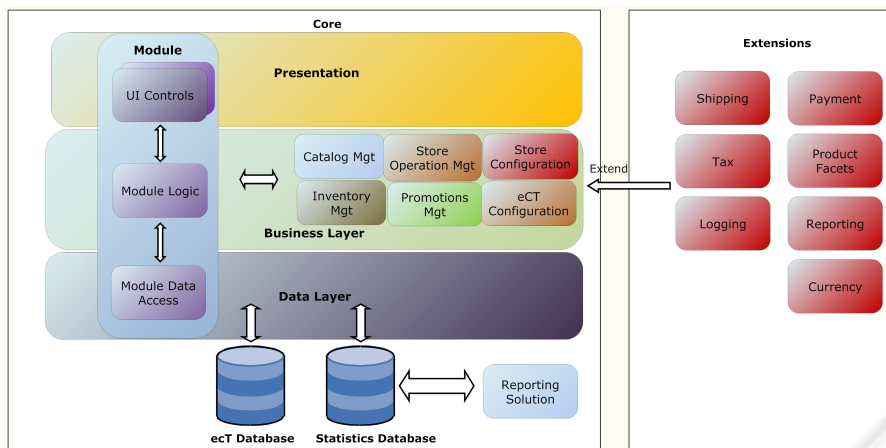 Core
Module
Presentation
UI Controls
Module Logic
Catalog Mgt
Store
Operation Mgt
Store
Configuration
Inventory
Mgt
Promotions
Mgt
eCT
Configuration
Business Layer
Module Data
Access
Data Layer
ecT Database
Statistics Database
Reporting
Solution
Extend
Extensions
Shipping
Payment
Tax
Product
Facets
Logging
Reporting
Currency